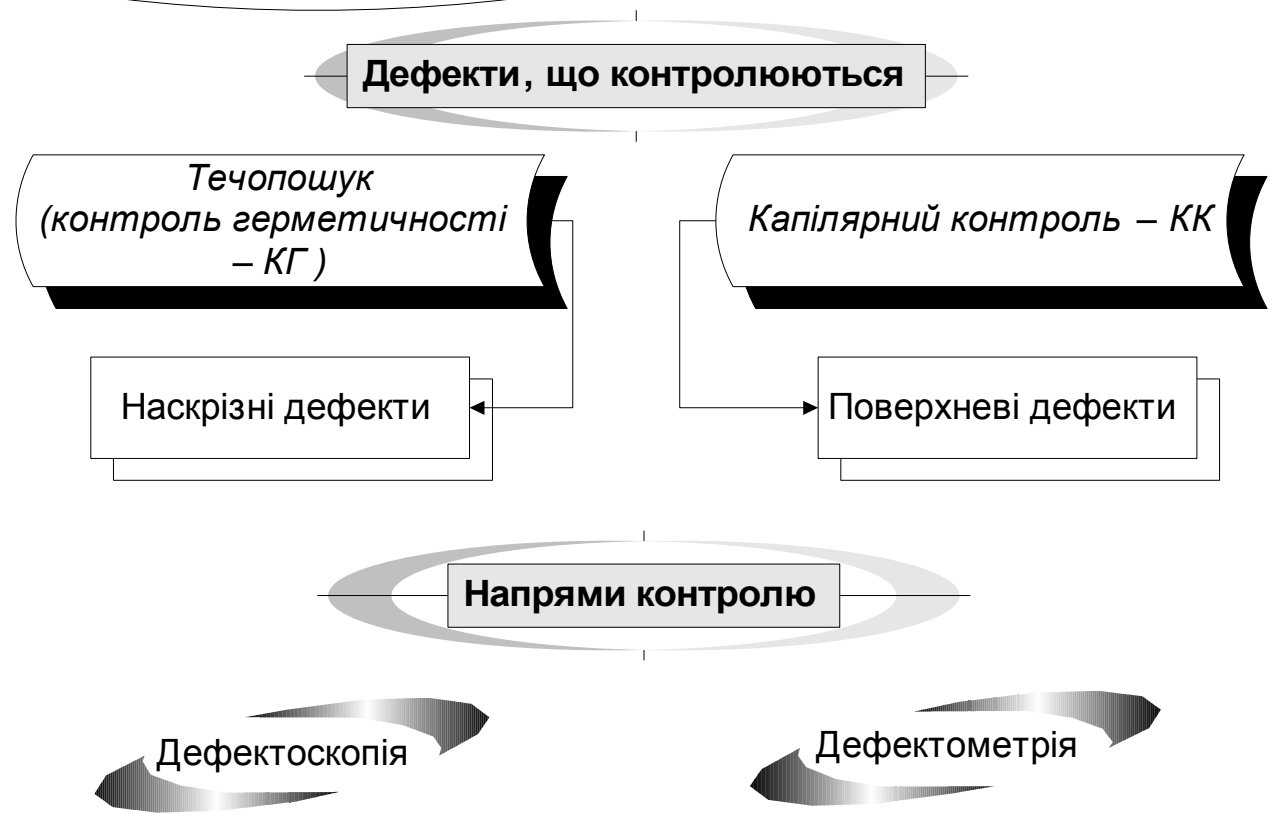 Дефекти, що контролюються
Течопошук
(контроль герметичності
– КГ )
Капілярний контроль – КК
Наскрізні дефекти
Поверхневі дефекти
Напрями контролю
Дефектоскопія
Дефектометрія